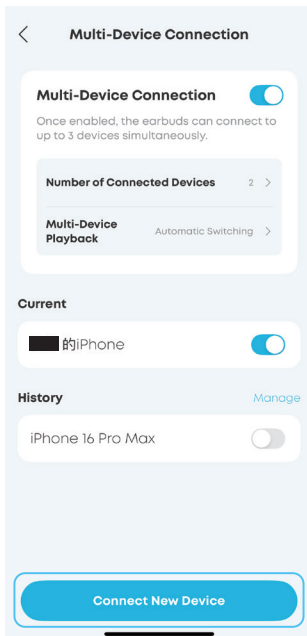 Multi-Device Connection
Multi-Device Connection
Once enabled, the earbuds can connect to
up to 3 devices simultaneously.
Number of Connected Devices 2
Multi-Device
Playback
Automatic Switching
Current
的iPhone
History Manage
iPhone 16 Pro Max
Connect New Device